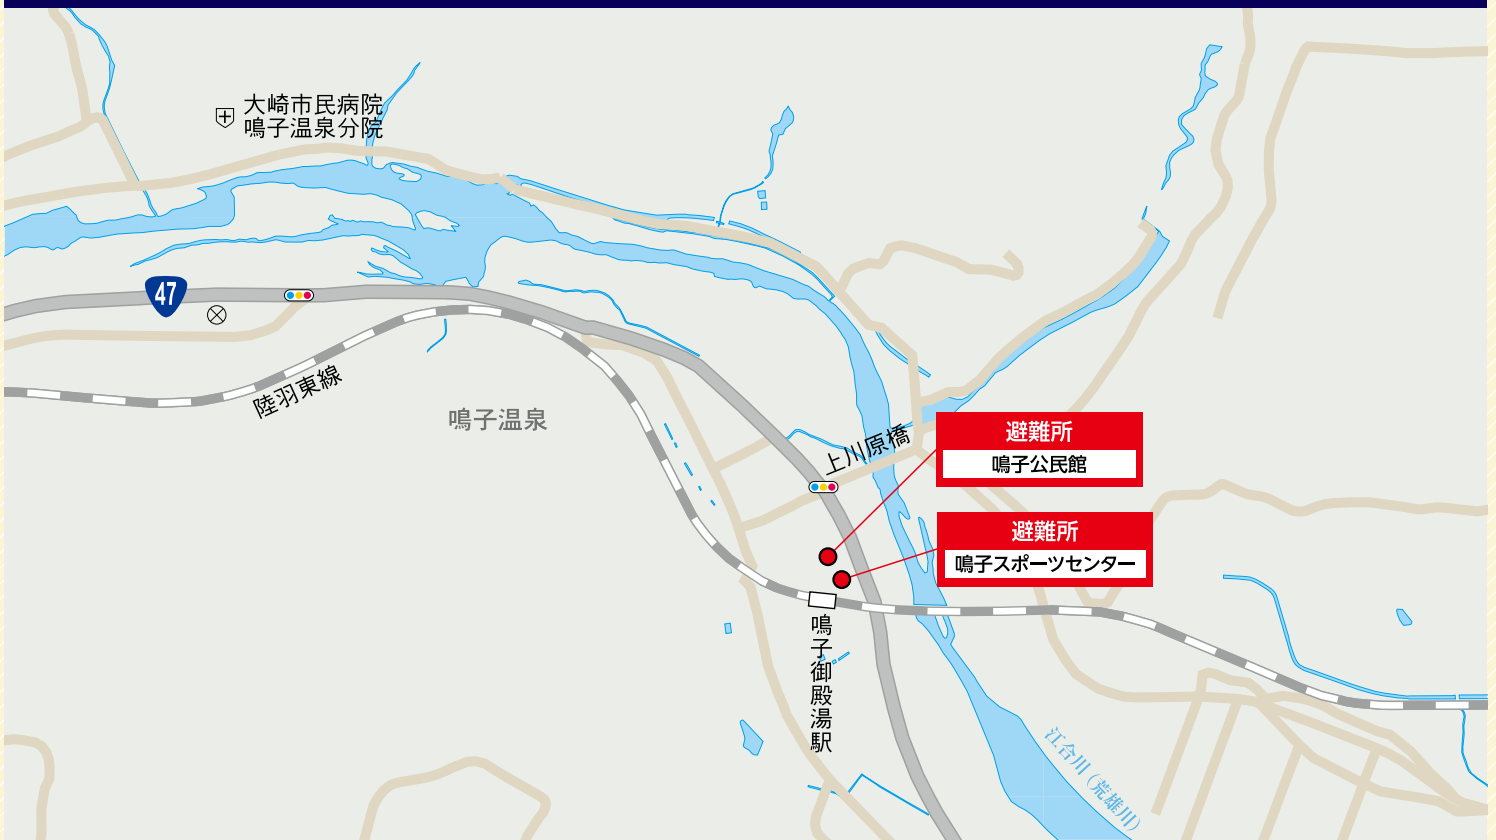 大崎市民病院
鳴子温泉分院
47
陸羽東線
鳴子温泉
上川原橋
避難所
鳴子公民館
避難所
鳴子スポーツセンター
鳴子御殿湯駅
江合川(荒雄川)